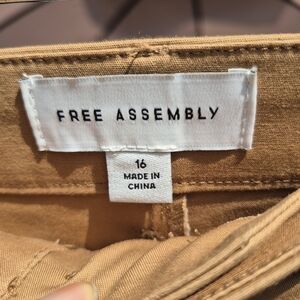 FREE ASSEMBLY
16
MADE IN
CHINA